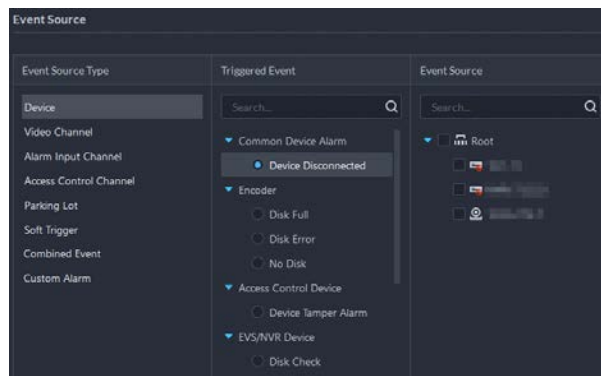 Event Source
Event Source Type
Device
Video Channel
Alarm Input Channel
Access Control Channel
Parking Lot
Soft Trigger
Combined Event
Custom Alarm
Triggered Event
Search...
Common Device Alarm
Device Disconnected
Encoder
Disk Full
Disk Error
No Disk
Access Control Device
Device Tamper Alarm
EVS/NVR Device
Disk Check
Event Source
Search...
Root